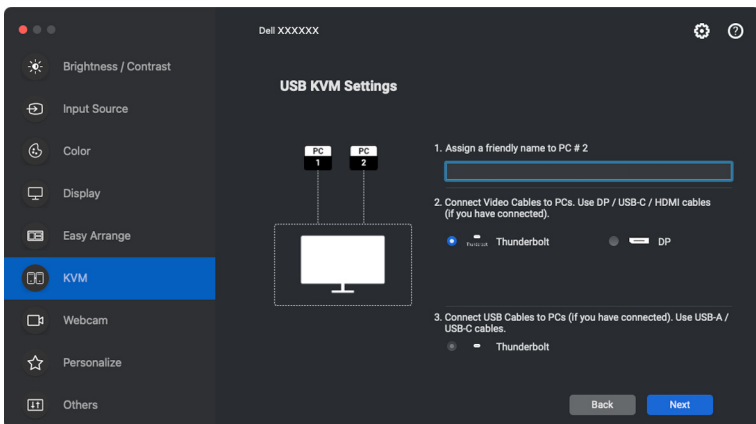 Dell XXXXXX
Brightness / Contrast
Input Source
Color
Display
Easy Arrange
KVM
Webcam
Personalize
Others
USB KVM Settings
PC
1
PC
2
1. Assign a friendly name to PC # 2
2. Connect Video Cables to PCs. Use DP / USB-C / HDMI cables
(if you have connected).
Thunderbolt
Thunderbolt
DP
3. Connect USB Cables to PCs (if you have connected). Use USB-A /
USB-C cables.
Thunderbolt
Back
Next